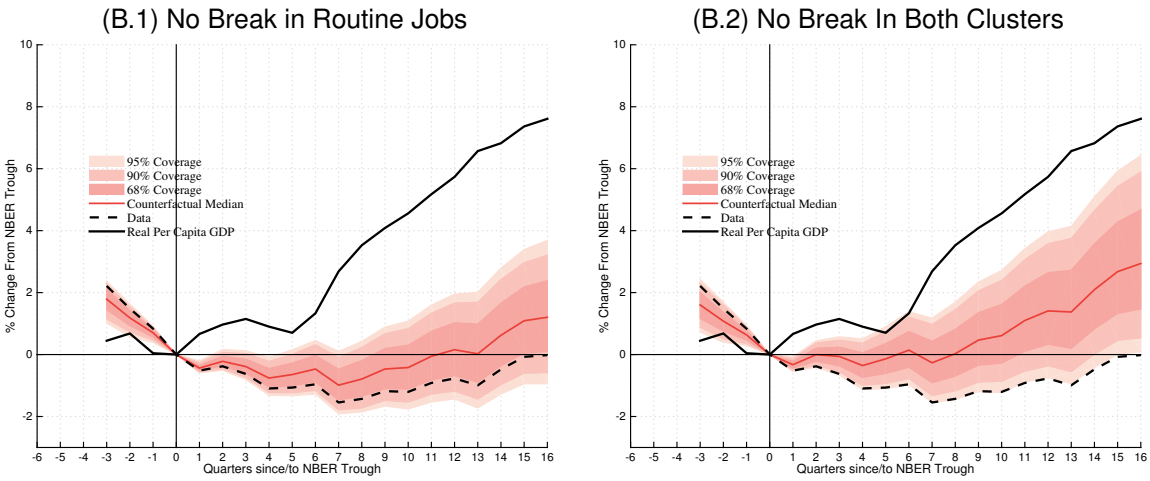 (B.1) No Break in Routine Jobs
% Change From NBER Trough
10
8
6
4
2
0
-2
95% Coverage
90% Coverage
68% Coverage
Counterfactual Median
Data
Real Per Capita GDP
-6 -5 -4 -3 -2 -1 0 1 2 3 4 5 6 7 8 9 10 11 12 13 14 15 16
Quarters since/to NBER Trough
(B.2) No Break In Both Clusters
% Change From NBER Trough
10
8
6
4
2
0
-2
95% Coverage
90% Coverage
68% Coverage
Counterfactual Median
Data
Real Per Capita GDP
-6 -5 -4 -3 -2 -1 0 1 2 3 4 5 6 7 8 9 10 11 12 13 14 15 16
Quarters since/to NBER Trough